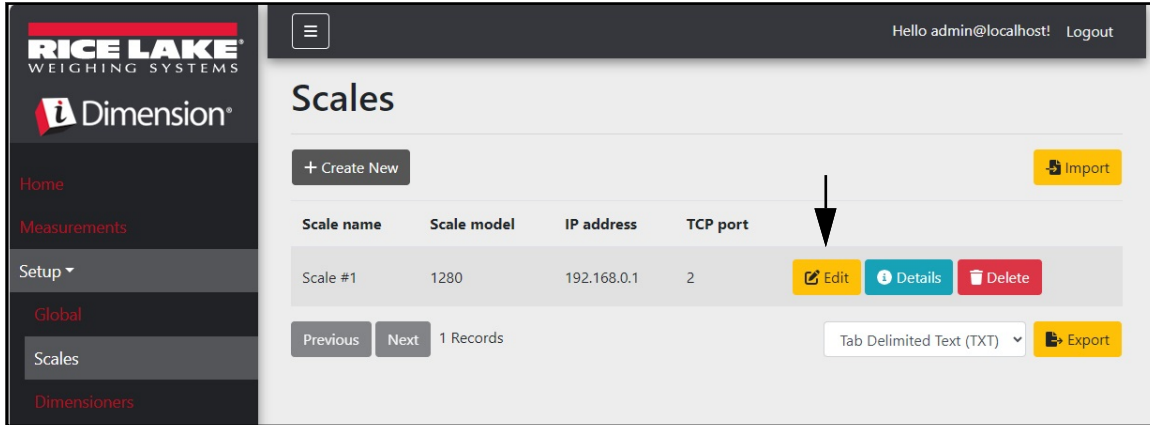 RICE LAKE®
WEIGHING SYSTEMS
i Dimension®
Home
Measurements
Setup
Global
Scales
Dimensioners
Hello admin@localhost! Logout
Scales
+ Create New
Import
Scale name Scale model IP address TCP port
Scale #1 1280 192.168.0.1 2 Edit Details Delete
Previous Next 1 Records Tab Delimited Text (TXT) Export